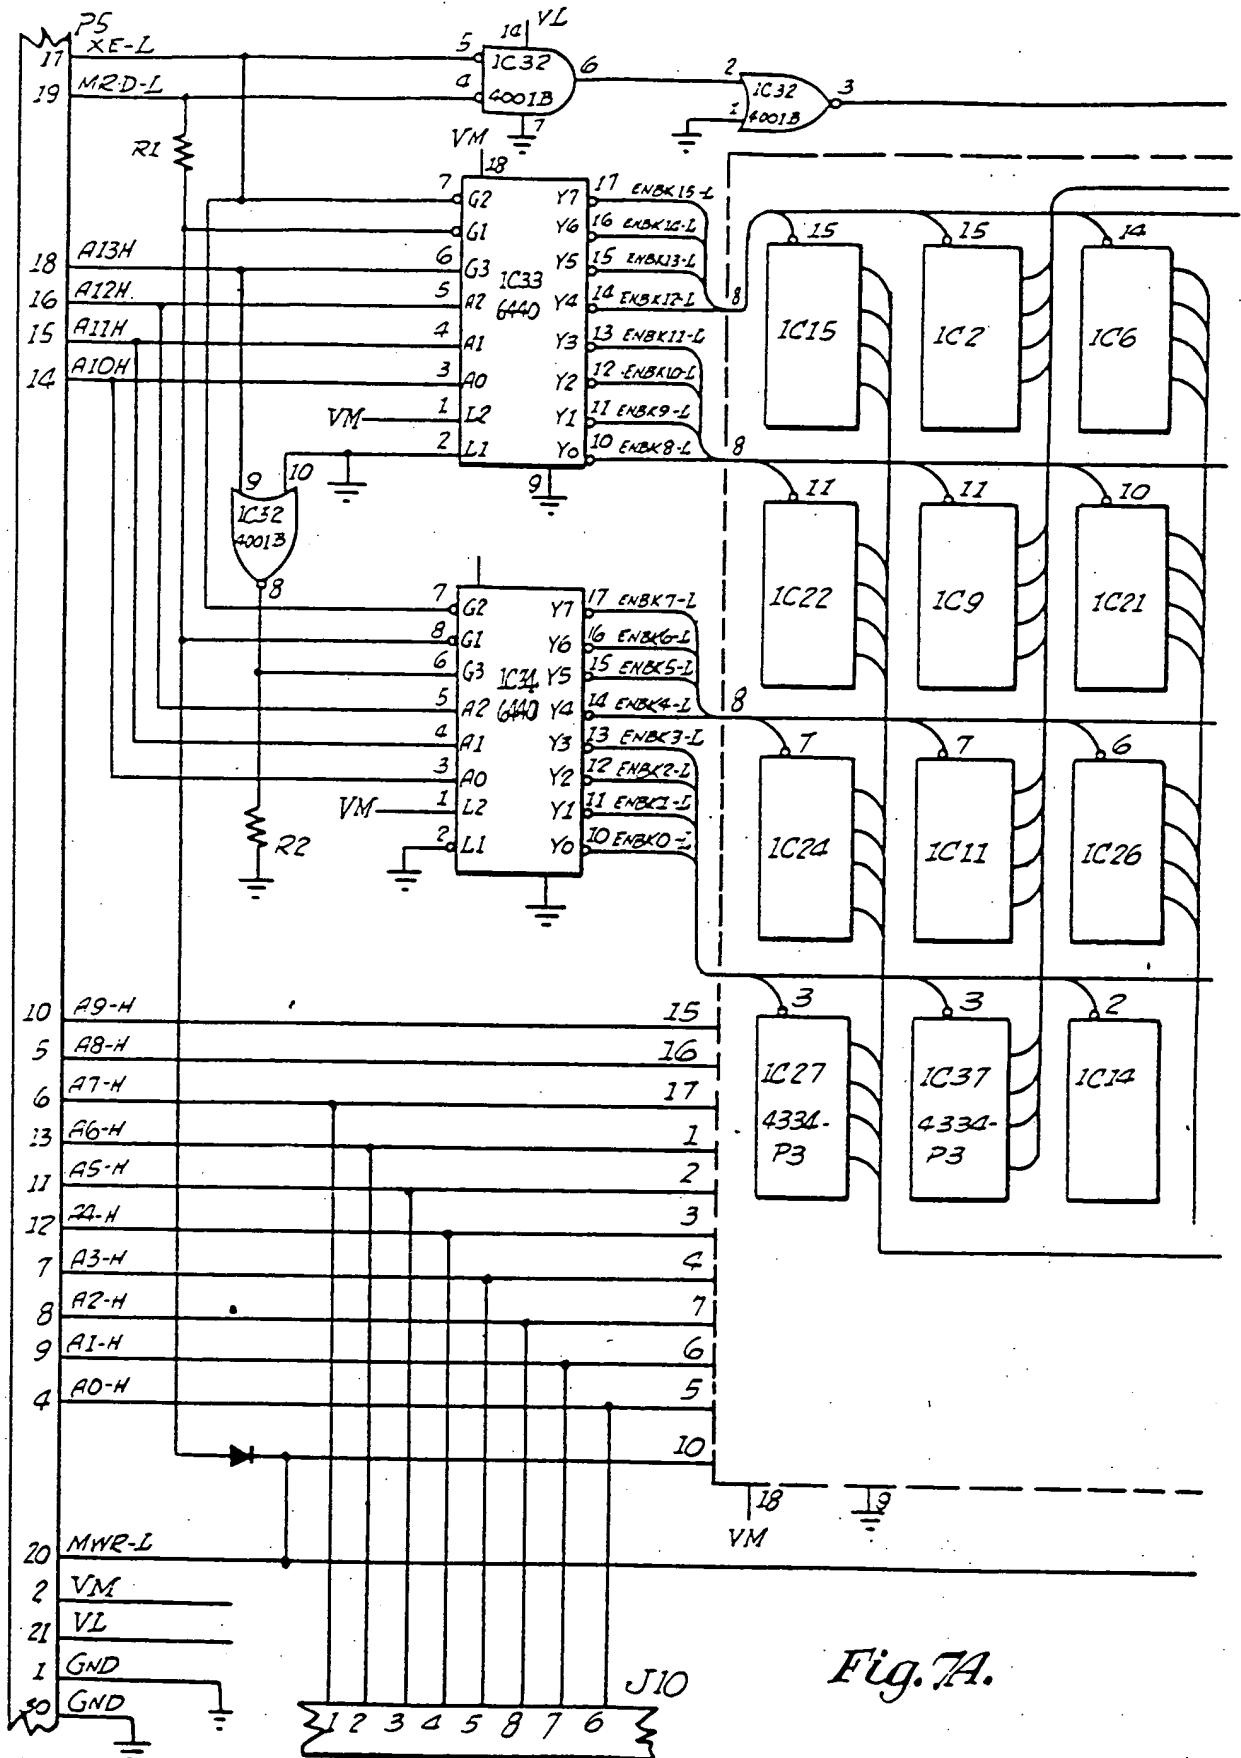 P5
17 XE-L
19 MRD-L
R1
18 A13H
16 A12H
15 A11H
14 A10H
14 VL
5 IC32 6
4 4001B
7
2 IC32 3
1 4001B
VM
18
7 G2 Y7 17 ENBK15-L
G1 Y6 16 ENBK14-L
6 G3 Y5 15 ENBK13-L
5 A2 Y4 14 ENBK12-L 8
4 A1 Y3 13 ENBK11-L
3 A0 Y2 12 ENBK10-L
VM 1 L2 Y1 11 ENBK9-L
2 L1 Y0 10 ENBK8-L 8
IC33
6440
9
9 10
IC32
4001B
8
7 G2 Y7 17 ENBK7-L
8 G1 Y6 16 ENBK6-L
6 G3 Y5 15 ENBK5-L
5 A2 Y4 14 ENBK4-L 8
4 A1 Y3 13 ENBK3-L
3 A0 Y2 12 ENBK2-L
VM 1 L2 Y1 11 ENBK1-L
2 L1 Y0 10 ENBK0-L
IC34
6440
R2
15 15 14
IC15 IC2 IC6
11 11 10
IC22 IC9 IC21
7 7 6
IC24 IC11 IC26
3 3 2
IC27 IC37 IC14
4334- 4334-
P3 P3
10 A9-H 15
5 A8-H 16
6 A7-H 17
13 A6-H 1
11 A5-H 2
12 A4-H 3
7 A3-H 4
8 A2-H 7
9 A1-H 6
4 A0-H 5
10
18 9
VM
20 MWR-L
2 VM
21 VL
1 GND
30 GND
J10
1 2 3 4 5 8 7 6
Fig.7A.